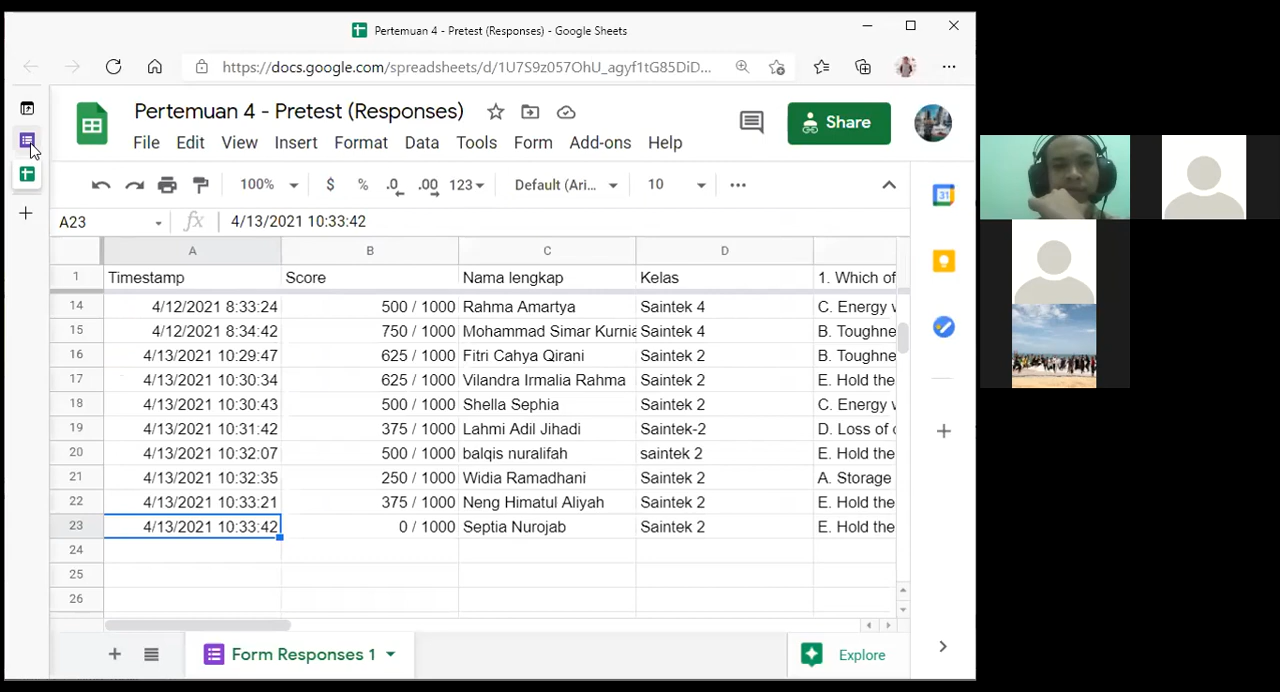 Pertemuan 4 - Pretest (Responses) - Google Sheets
https://docs.google.com/spreadsheets/d/1U7S9z057OhU_agyf1tG85DiD...
Pertemuan 4 - Pretest (Responses)
Share
File Edit View Insert Format Data Tools Form Add-ons Help
100% $ % .0 .00 123 Default (Ari... 10
31
A23 fx 4/13/2021 10:33:42
A B C D
1 Timestamp Score Nama lengkap Kelas 1. Which of
14 4/12/2021 8:33:24 500 / 1000 Rahma Amartya Saintek 4 C. Energy w
15 4/12/2021 8:34:42 750 / 1000 Mohammad Simar Kurnia Saintek 4 B. Toughne
16 4/13/2021 10:29:47 625 / 1000 Fitri Cahya Qirani Saintek 2 B. Toughne
17 4/13/2021 10:30:34 625 / 1000 Vilandra Irmalia Rahma Saintek 2 E. Hold the
18 4/13/2021 10:30:43 500 / 1000 Shella Sephia Saintek 2 C. Energy w
19 4/13/2021 10:31:42 375 / 1000 Lahmi Adil Jihadi Saintek-2 D. Loss of c
20 4/13/2021 10:32:07 500 / 1000 balqis nuralifah saintek 2 E. Hold the
21 4/13/2021 10:32:35 250 / 1000 Widia Ramadhani Saintek 2 A. Storage
22 4/13/2021 10:33:21 375 / 1000 Neng Himatul Aliyah Saintek 2 E. Hold the
23 4/13/2021 10:33:42 0 / 1000 Septia Nurojab Saintek 2 E. Hold the
24
25
26
Form Responses 1 Explore